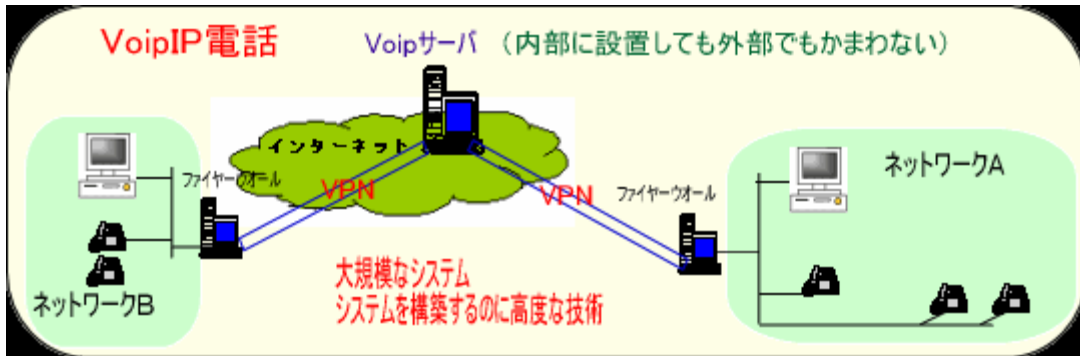 VoipIP電話
Voipサーバ （内部に設置しても外部でもかまわない）
インターネット
ファイヤーウオール
VPN
VPN
ファイヤーウオール
ネットワークA
ネットワークB
大規模なシステム
システムを構築するのに高度な技術